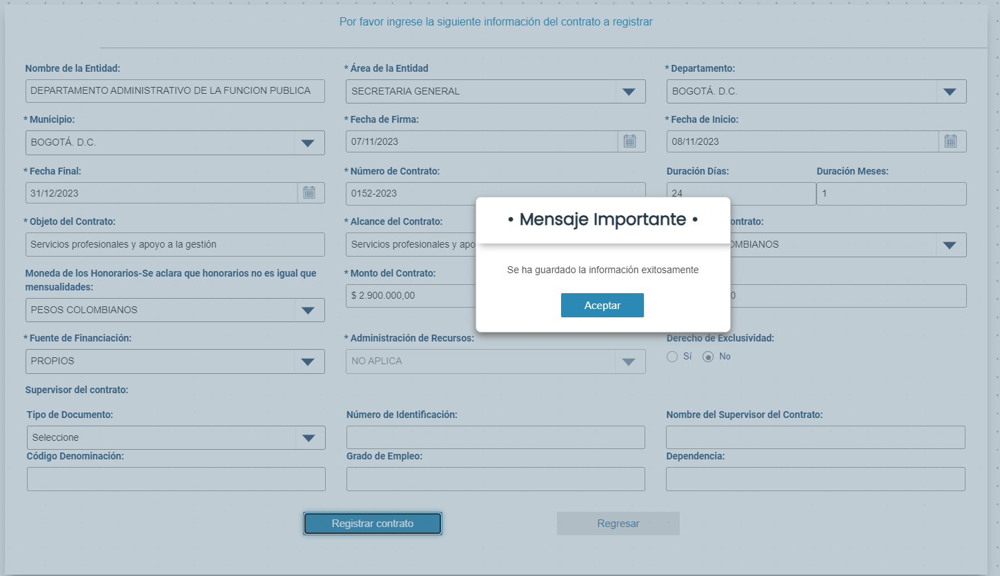 Por favor ingrese la siguiente información del contrato a registrar
Nombre de la Entidad:
* Área de la Entidad
* Departamento:
DEPARTAMENTO ADMINISTRATIVO DE LA FUNCION PUBLICA
SECRETARIA GENERAL
BOGOTÁ. D.C.
* Municipio:
* Fecha de Firma:
* Fecha de Inicio:
BOGOTÁ. D.C.
07/11/2023
08/11/2023
* Fecha Final:
* Número de Contrato:
Duración Días:
Duración Meses:
31/12/2023
0152-2023
24
1
• Mensaje Importante •
* Objeto del Contrato:
* Alcance del Contrato:
Servicios profesionales y apoyo a la gestión
Servicios profesionales y
Se ha guardado la información exitosamente
Aceptar
Moneda de los Honorarios-Se aclara que honorarios no es igual que
mensualidades:
* Monto del Contrato:
PESOS COLOMBIANOS
$ 2.900.000,00
* Fuente de Financiación:
* Administración de Recursos:
Derecho de Exclusividad:
PROPIOS
NO APLICA
Sí
No
Supervisor del contrato:
Tipo de Documento:
Número de Identificación:
Nombre del Supervisor del Contrato:
Seleccione
Código Denominación:
Grado de Empleo:
Dependencia:
Registrar contrato
Regresar